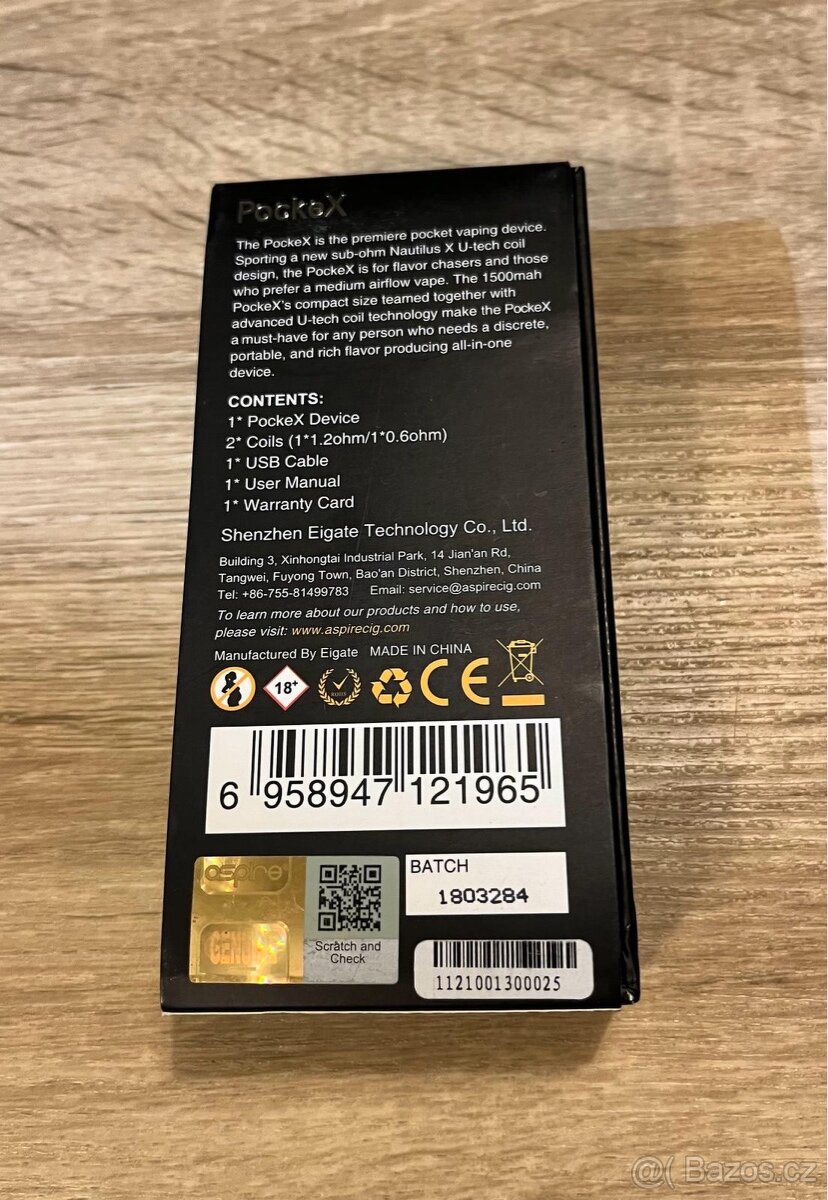 PockeX
The PockeX is the premiere pocket vaping device.
Sporting a new sub-ohm Nautilus X U-tech coil
design, the PockeX is for flavor chasers and those
who prefer a medium airflow vape. The 1500mah
PockeX's compact size teamed together with
advanced U-tech coil technology make the PockeX
a must-have for any person who needs a discrete,
portable, and rich flavor producing all-in-one
device.
CONTENTS:
1* PockeX Device
2* Coils (1*1.2ohm/1*0.6ohm)
1* USB Cable
1* User Manual
1* Warranty Card
Shenzhen Eigate Technology Co., Ltd.
Building 3, Xinhongtai Industrial Park, 14 Jian'an Rd,
Tangwei, Fuyong Town, Bao'an District, Shenzhen, China
Tel: +86-755-81499783 Email: service@aspirecig.com
To learn more about our products and how to use,
please visit: www.aspirecig.com
Manufactured By Eigate MADE IN CHINA
18+
ROHS
CE
6 958947 121965
aspire
Scratch and
Check
BATCH
1803284
1121001300025
@( Bazos.cz